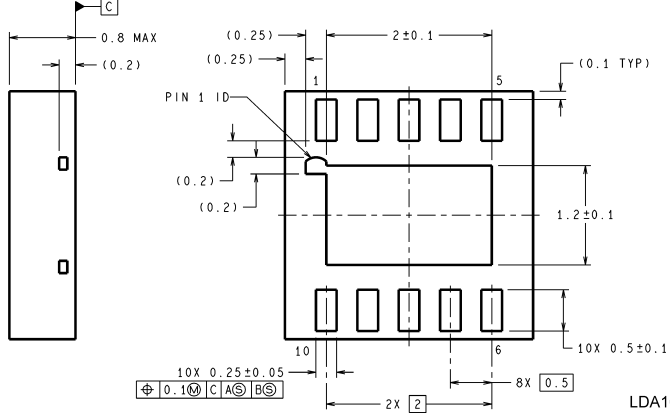 C
0.8 MAX
(0.2)
(0.25)
(0.25)
2±0.1
(0.1 TYP)
1
5
PIN 1 ID
(0.2)
(0.2)
1.2±0.1
10
6
10X 0.5±0.1
10X 0.25±0.05
⌖ 0.1Ⓜ C AⓈ BⓈ
8X 0.5
2X 2
LDA1